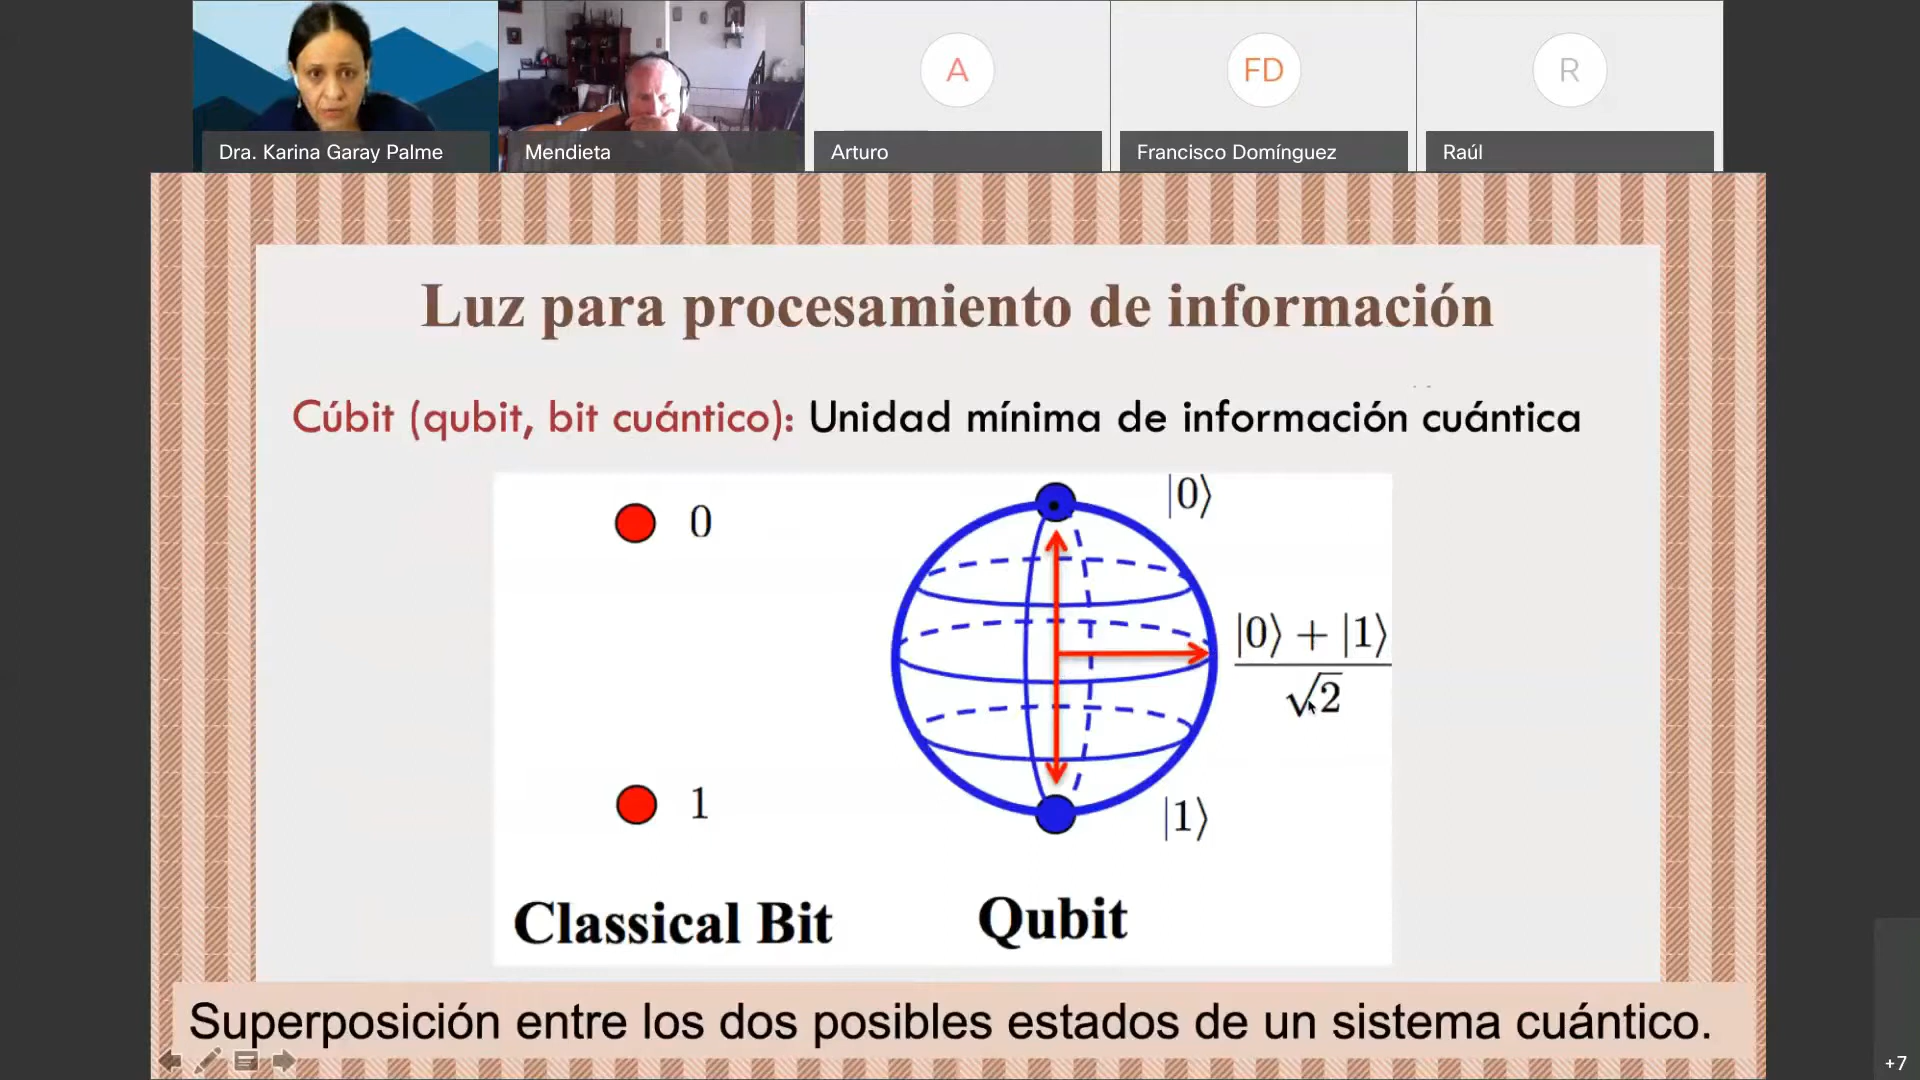 A
FD
R
Dra. Karina Garay Palme
Mendieta
Arturo
Francisco Domínguez
Raúl
Luz para procesamiento de información
Cúbit (qubit, bit cuántico): Unidad mínima de información cuántica
0
|0⟩
|0⟩ + |1⟩
√2
1
|1⟩
Classical Bit
Qubit
Superposición entre los dos posibles estados de un sistema cuántico.
+7